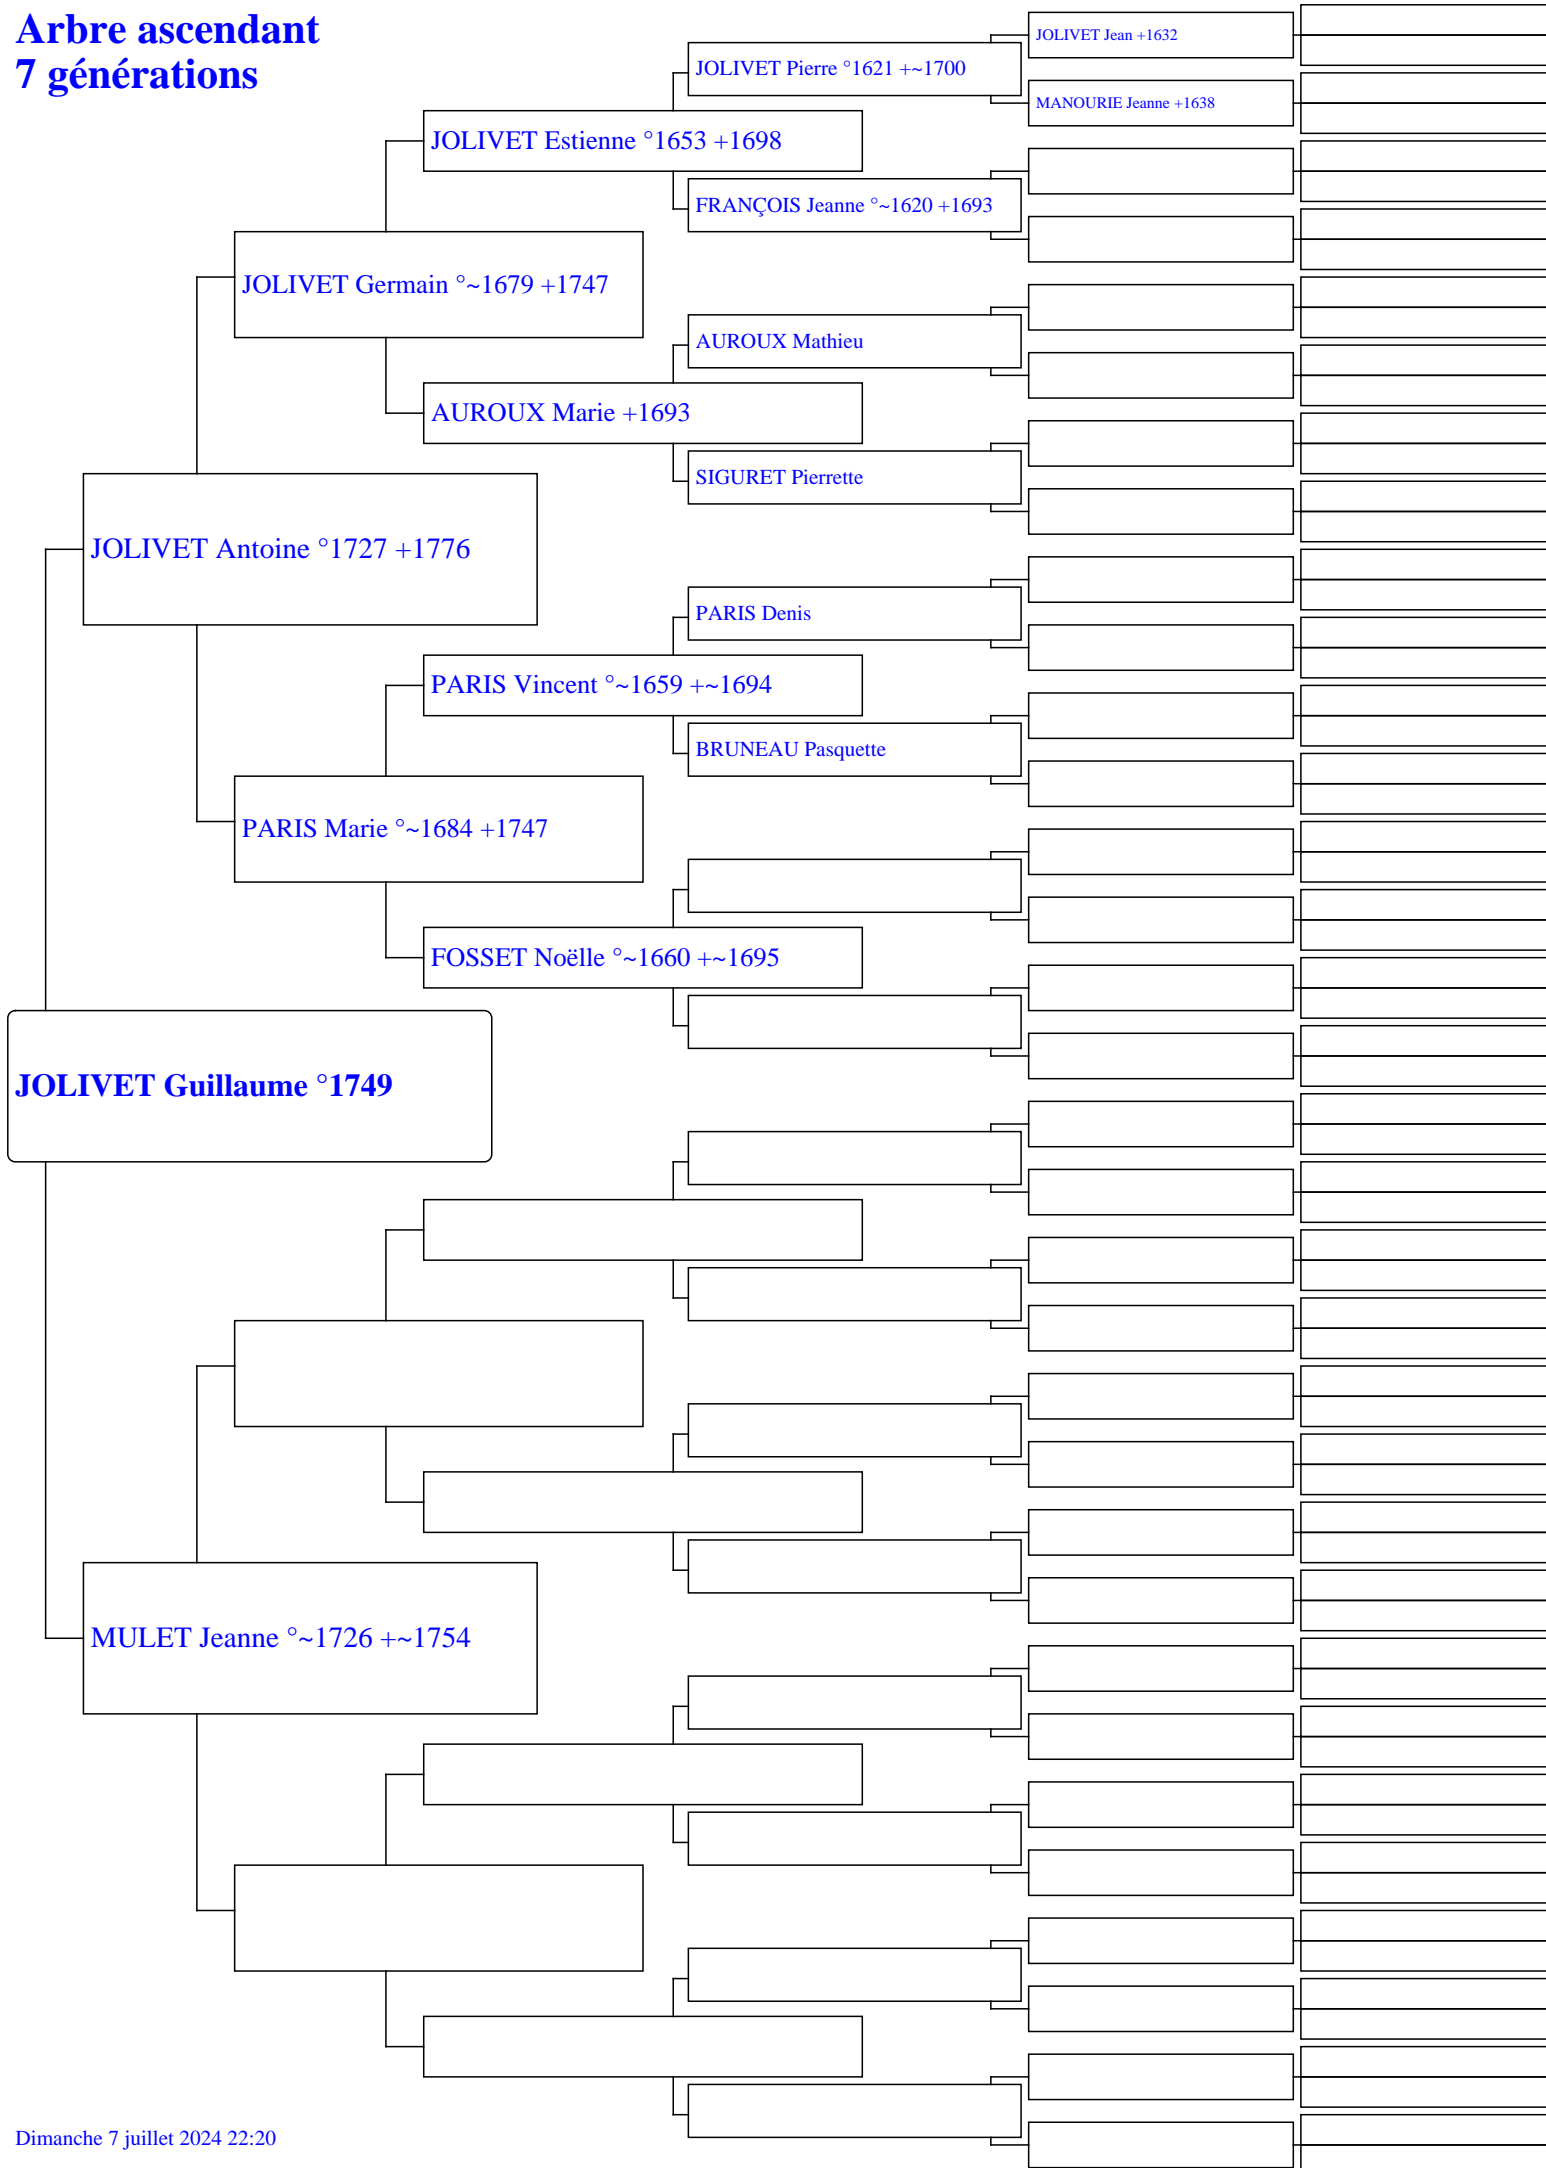 Arbre ascendant
7 générations
JOLIVET Jean +1632
JOLIVET Pierre °1621 +~1700
MANOURIE Jeanne +1638
JOLIVET Estienne °1653 +1698
FRANÇOIS Jeanne °~1620 +1693
JOLIVET Germain °~1679 +1747
AUROUX Mathieu
AUROUX Marie +1693
SIGURET Pierrette
JOLIVET Antoine °1727 +1776
PARIS Denis
PARIS Vincent °~1659 +~1694
BRUNEAU Pasquette
PARIS Marie °~1684 +1747
FOSSET Noëlle °~1660 +~1695
JOLIVET Guillaume °1749
MULET Jeanne °~1726 +~1754
Dimanche 7 juillet 2024 22:20